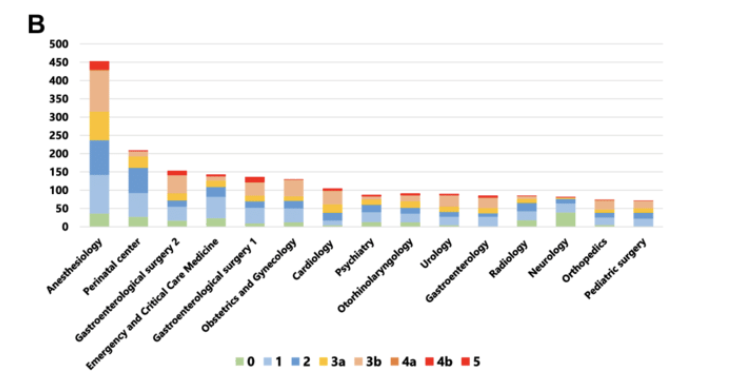 B
500
450
400
350
300
250
200
150
100
50
0
Anesthesiology
Perinatal center
Gastroenterological surgery 2
Emergency and Critical Care Medicine
Gastroenterological surgery 1
Obstetrics and Gynecology
Cardiology
Psychiatry
Otorhinolaryngology
Urology
Gastroenterology
Radiology
Neurology
Orthopedics
Pediatric surgery
0 1 2 3a 3b 4a 4b 5